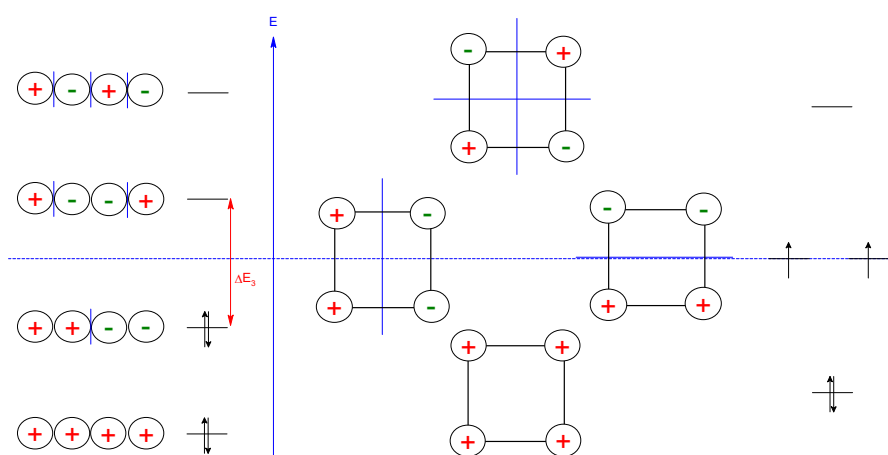 E
+ - + -
- +
+ -
+ - - +
+ -
- -
ΔE3
+ -
+ +
+ + - -
+ +
+ + + +
+ +